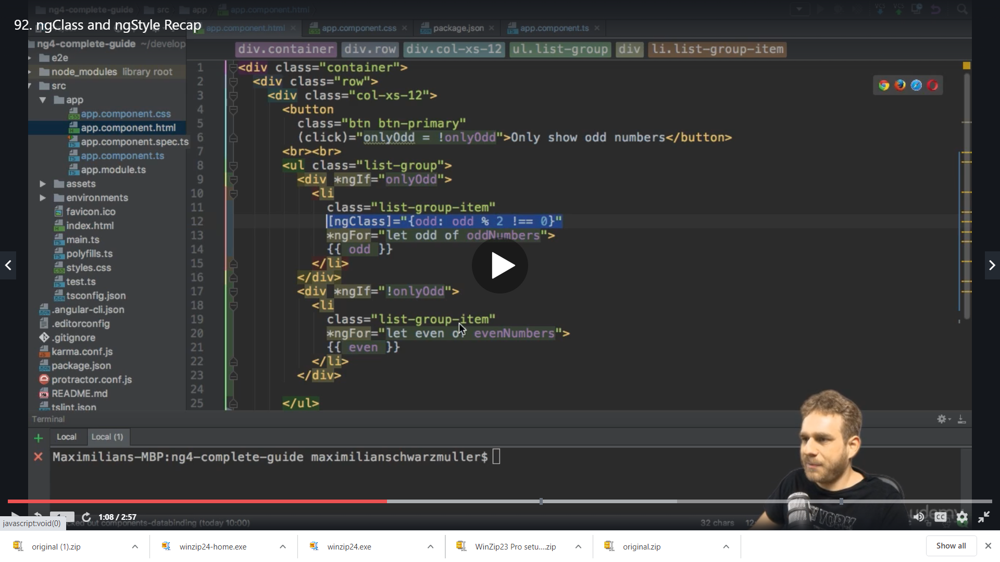 ng4-complete-guide src app app.component.html
92. ngClass and ngStyle Recap
app.component.html app.component.css package.json app.component.ts
ng4-complete-guide ~/develop
div.container div.row div.col-xs-12 ul.list-group div li.list-group-item
e2e
node_modules library root
src
app
app.component.css
app.component.html
app.component.spec.ts
app.component.ts
app.module.ts
assets
environments
favicon.ico
index.html
main.ts
polyfills.ts
styles.css
test.ts
tsconfig.json
.angular-cli.json
.editorconfig
.gitignore
karma.conf.js
package.json
protractor.conf.js
README.md
tslint.json
1 <div class="container">
2 <div class="row">
3 <div class="col-xs-12">
4 <button
5 class="btn btn-primary"
6 (click)="onlyOdd = !onlyOdd">Only show odd numbers</button>
7 <br><br>
8 <ul class="list-group">
9 <div *ngIf="onlyOdd">
10 <li
11 class="list-group-item"
12 [ngClass]="{odd: odd % 2 !== 0}"
13 *ngFor="let odd of oddNumbers">
14 {{ odd }}
15 </li>
16 </div>
17 <div *ngIf="!onlyOdd">
18 <li
19 class="list-group-item"
20 *ngFor="let even of evenNumbers">
21 {{ even }}
22 </li>
23 </div>
24
25 </ul>
Terminal
Local Local (1)
Maximilians-MBP:ng4-complete-guide maximilianschwarzmuller$
NEW YORK
udemy
1:08 / 2:57
CC
javascript:void(0)
out components-databinding (today 10:00)
32 chars
original (1).zip
winzip24-home.exe
winzip24.exe
WinZip23 Pro setu....zip
original.zip
Show all